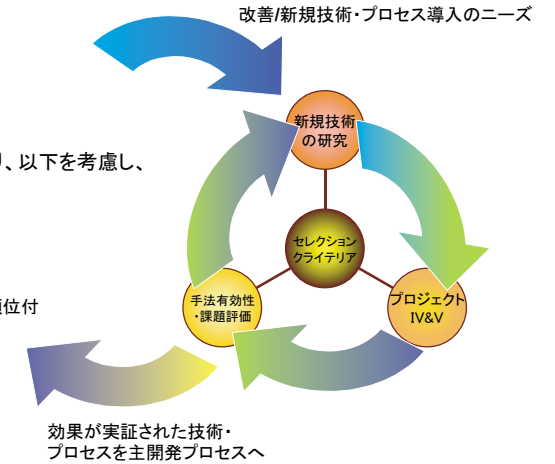 改善/新規技術・プロセス導入のニーズ
新規技術
の研究
、以下を考慮し、
セレクション
クライテリア
手法有効性
・課題評価
プロジェクト
IV&V
位付
効果が実証された技術・
プロセスを主開発プロセスへ